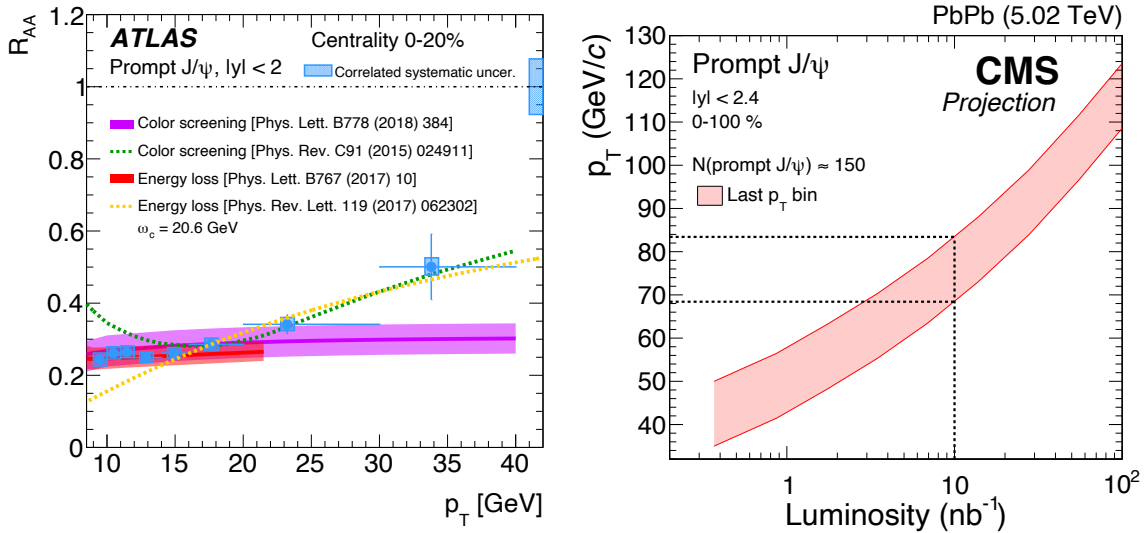 ATLAS
Centrality 0-20%
Prompt J/ψ, |y| < 2
Correlated systematic uncer.
Color screening [Phys. Lett. B778 (2018) 384]
Color screening [Phys. Rev. C91 (2015) 024911]
Energy loss [Phys. Lett. B767 (2017) 10]
Energy loss [Phys. Rev. Lett. 119 (2017) 062302]
ω_c = 20.6 GeV
R_AA
1.2
1
0.8
0.6
0.4
0.2
0
10 15 20 25 30 35 40
p_T [GeV]
PbPb (5.02 TeV)
Prompt J/ψ
CMS
Projection
|y| < 2.4
0-100 %
N(prompt J/ψ) ≈ 150
Last p_T bin
p_T (GeV/c)
130
120
110
100
90
80
70
60
50
40
1 10 10²
Luminosity (nb⁻¹)